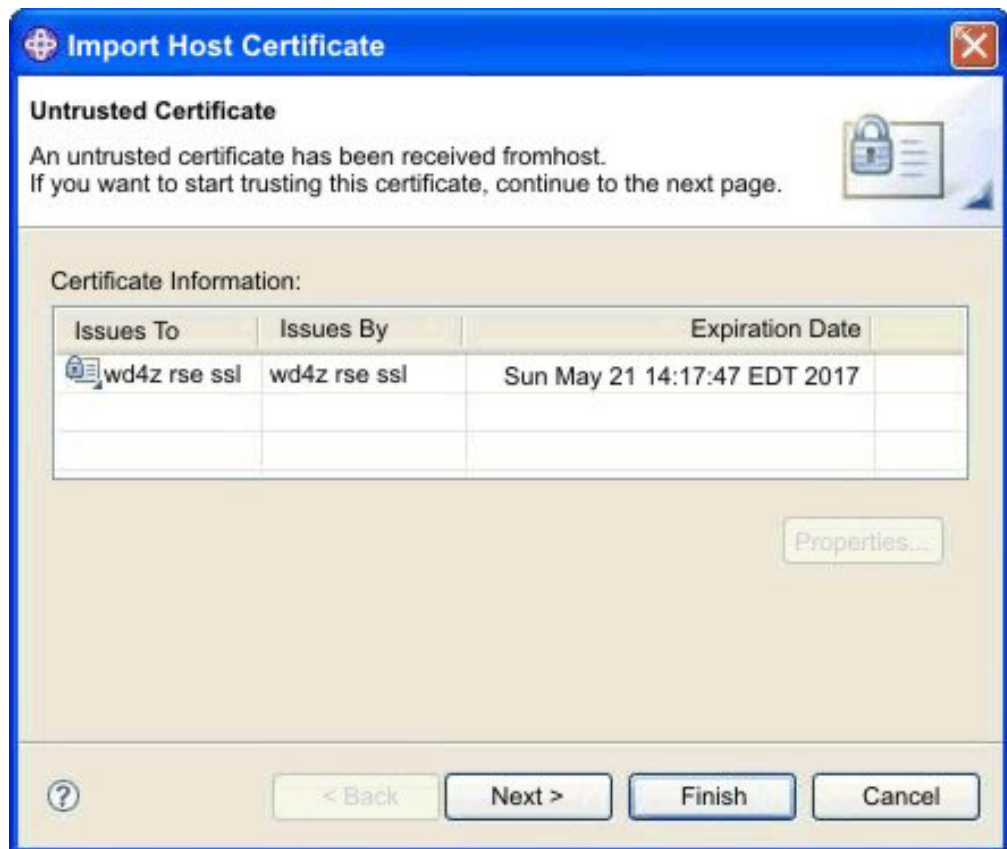 Import Host Certificate
Untrusted Certificate
An untrusted certificate has been received fromhost.
If you want to start trusting this certificate, continue to the next page.
Certificate Information:
Issues To Issues By Expiration Date
wd4z rse ssl wd4z rse ssl Sun May 21 14:17:47 EDT 2017
Properties...
? < Back Next > Finish Cancel